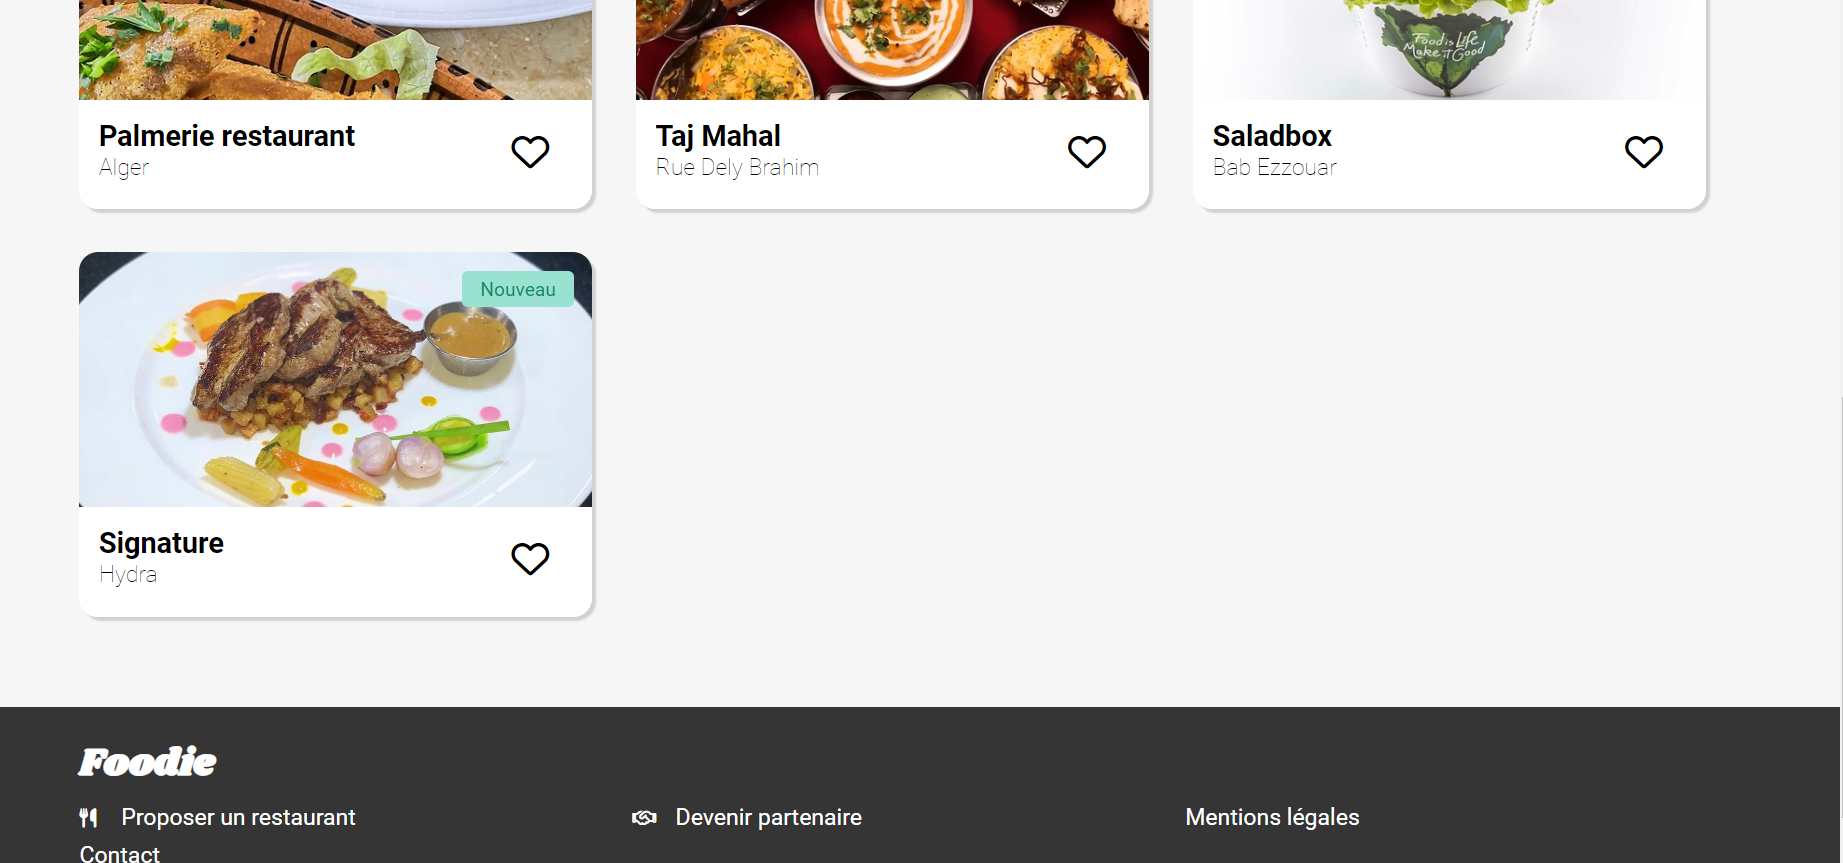 Food is Life
Make it Good
Palmerie restaurant
Alger
Taj Mahal
Rue Dely Brahim
Saladbox
Bab Ezzouar
Nouveau
Signature
Hydra
Foodie
Proposer un restaurant
Devenir partenaire
Mentions légales
Contact